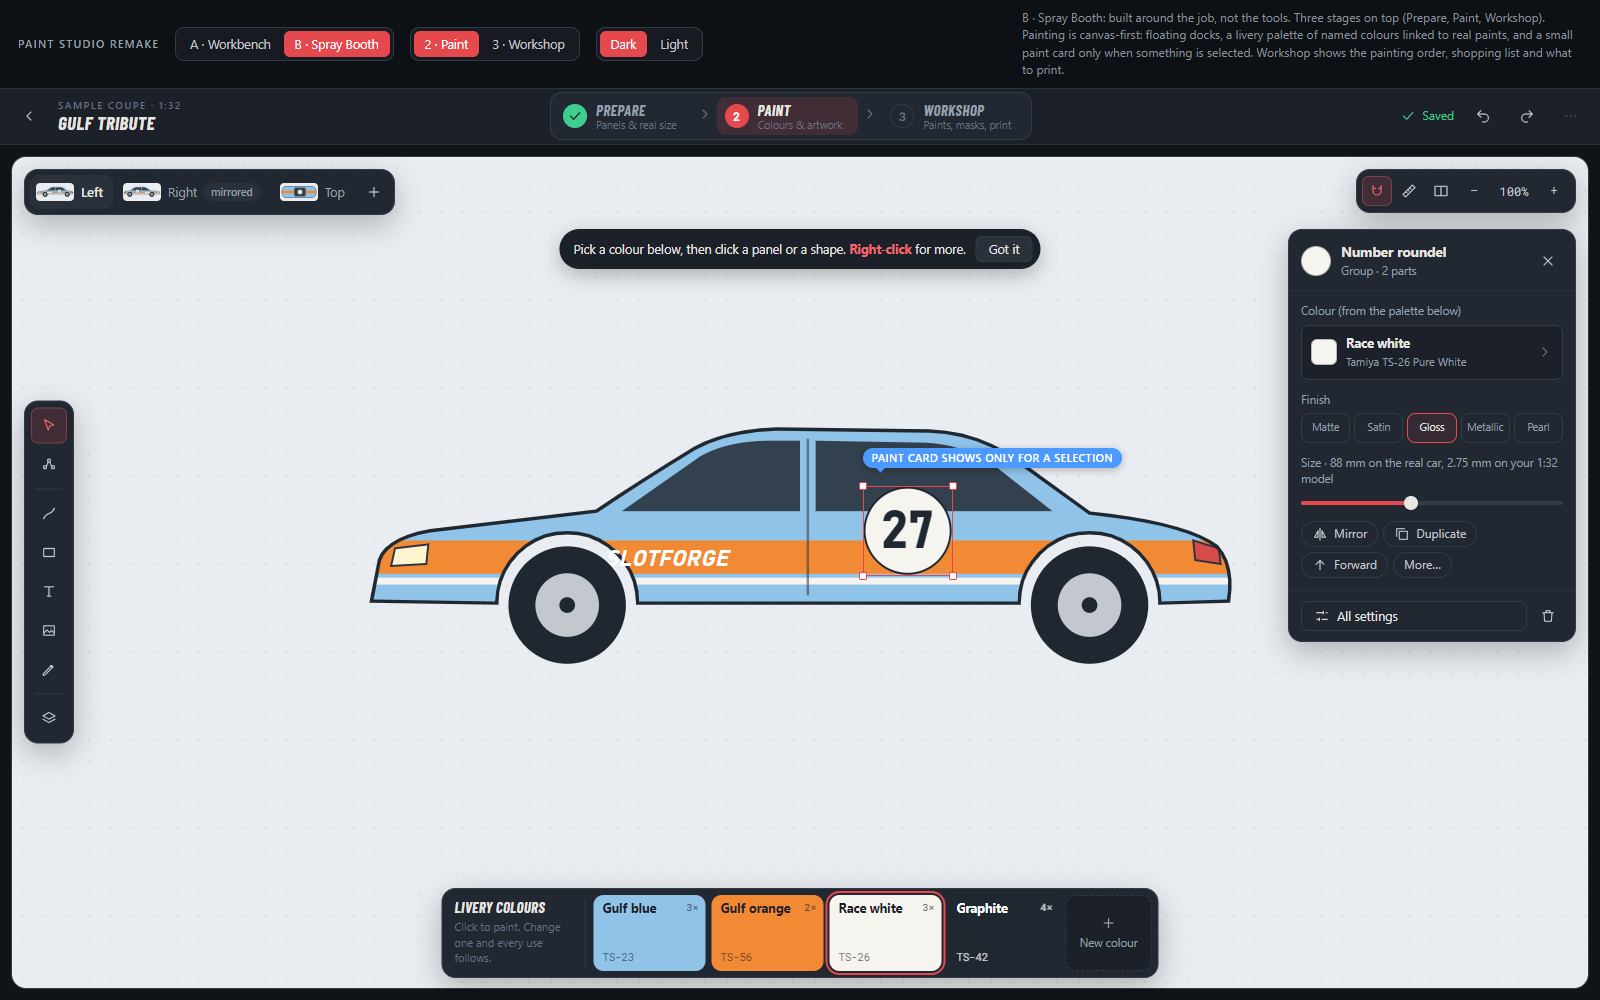 PAINT STUDIO REMAKE
A · Workbench
B · Spray Booth
2 · Paint
3 · Workshop
Dark
Light
B · Spray Booth: built around the job, not the tools. Three stages on top (Prepare, Paint, Workshop).
Painting is canvas-first: floating docks, a livery palette of named colours linked to real paints, and a small
paint card only when something is selected. Workshop shows the painting order, shopping list and what
to print.
SAMPLE COUPE · 1:32
GULF TRIBUTE
PREPARE
Panels & real size
2
PAINT
Colours & artwork
3
WORKSHOP
Paints, masks, print
Saved
Left
Right
mirrored
Top
100%
Pick a colour below, then click a panel or a shape. Right-click for more.
Got it
Number roundel
Group · 2 parts
Colour (from the palette below)
Race white
Tamiya TS-26 Pure White
Finish
Matte
Satin
Gloss
Metallic
Pearl
Size · 88 mm on the real car, 2.75 mm on your 1:32
model
Mirror
Duplicate
Forward
More...
All settings
PAINT CARD SHOWS ONLY FOR A SELECTION
27
SLOTFORGE
LIVERY COLOURS
Click to paint. Change
one and every use
follows.
Gulf blue
3×
TS-23
Gulf orange
2×
TS-56
Race white
3×
TS-26
Graphite
4×
TS-42
New colour